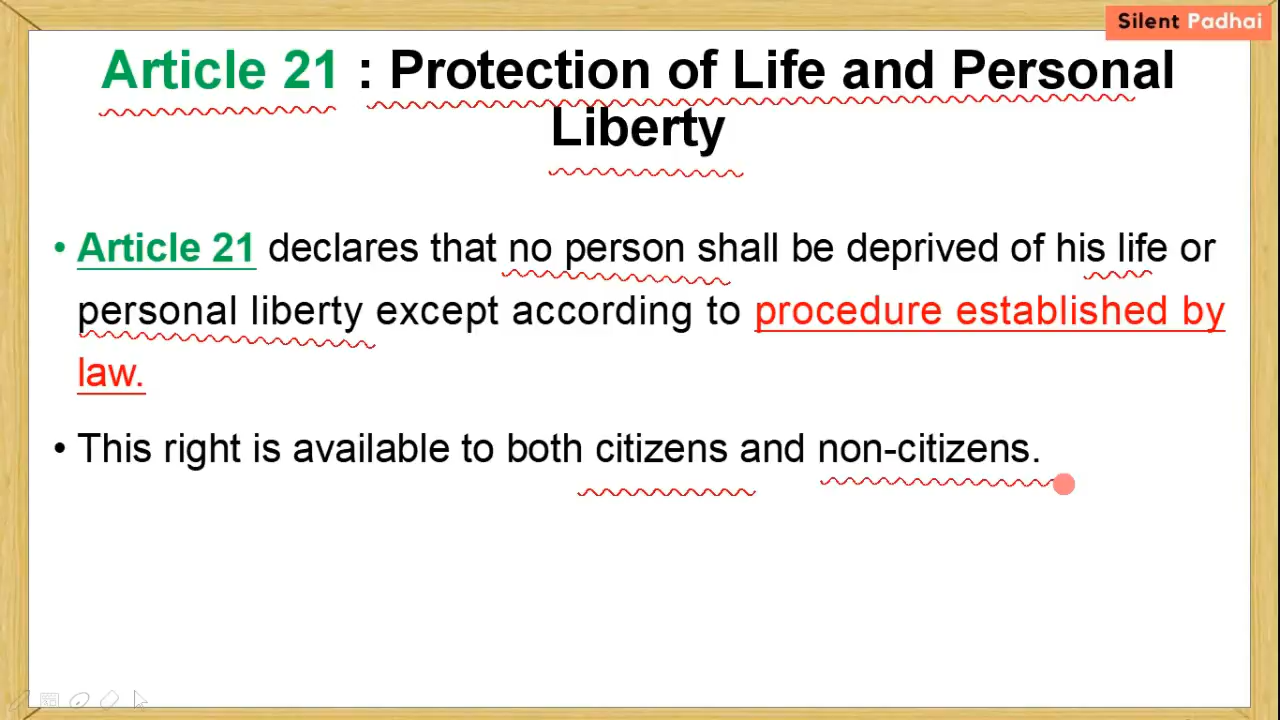 Silent Padhai
Article 21 : Protection of Life and Personal
Liberty
• Article 21 declares that no person shall be deprived of his life or
personal liberty except according to procedure established by
law.
• This right is available to both citizens and non-citizens.